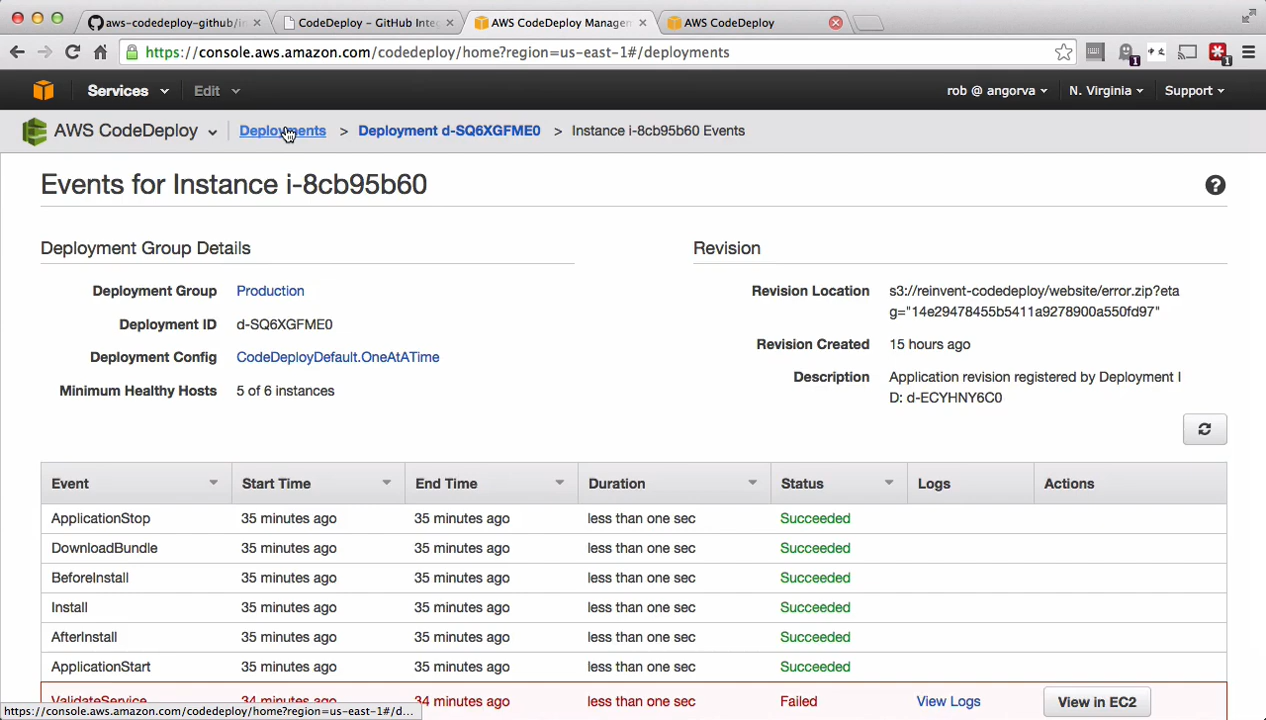 aws-codedeploy-github/in
CodeDeploy – GitHub Integ
AWS CodeDeploy Managem
AWS CodeDeploy
https://console.aws.amazon.com/codedeploy/home?region=us-east-1#/deployments
1
1
Services Edit rob @ angorva N. Virginia Support
AWS CodeDeploy Deployments > Deployment d-SQ6XGFME0 > Instance i-8cb95b60 Events
Events for Instance i-8cb95b60
?
Deployment Group Details
Deployment Group Production
Deployment ID d-SQ6XGFME0
Deployment Config CodeDeployDefault.OneAtATime
Minimum Healthy Hosts 5 of 6 instances
Revision
Revision Location s3://reinvent-codedeploy/website/error.zip?eta
g="14e29478455b5411a9278900a550fd97"
Revision Created 15 hours ago
Description Application revision registered by Deployment I
D: d-ECYHNY6C0
Event Start Time End Time Duration Status Logs Actions
ApplicationStop 35 minutes ago 35 minutes ago less than one sec Succeeded
DownloadBundle 35 minutes ago 35 minutes ago less than one sec Succeeded
BeforeInstall 35 minutes ago 35 minutes ago less than one sec Succeeded
Install 35 minutes ago 35 minutes ago less than one sec Succeeded
AfterInstall 35 minutes ago 35 minutes ago less than one sec Succeeded
ApplicationStart 35 minutes ago 35 minutes ago less than one sec Succeeded
ValidateService 34 minutes ago 34 minutes ago less than one sec Failed View Logs View in EC2
https://console.aws.amazon.com/codedeploy/home?region=us-east-1#/d...